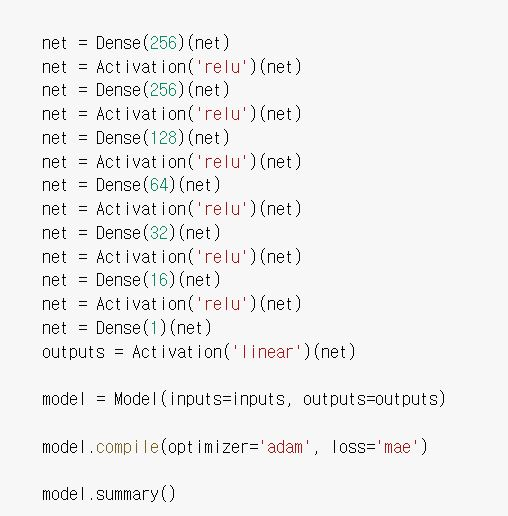 net = Dense(256)(net)
net = Activation('relu')(net)
net = Dense(256)(net)
net = Activation('relu')(net)
net = Dense(128)(net)
net = Activation('relu')(net)
net = Dense(64)(net)
net = Activation('relu')(net)
net = Dense(32)(net)
net = Activation('relu')(net)
net = Dense(16)(net)
net = Activation('relu')(net)
net = Dense(1)(net)
outputs = Activation('linear')(net)
model = Model(inputs=inputs, outputs=outputs)
model.compile(optimizer='adam', loss='mae')
model.summary()